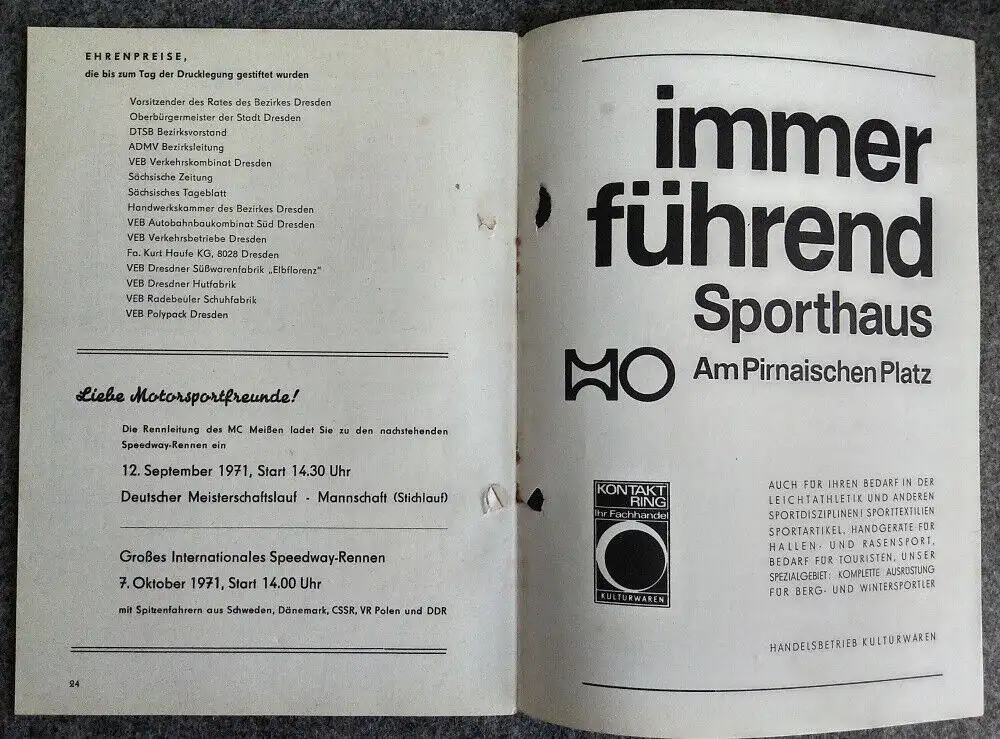 EHRENPREISE,
die bis zum Tag der Drucklegung gestiftet wurden
Vorsitzender des Rates des Bezirkes Dresden
Oberbürgermeister der Stadt Dresden
DTSB Bezirksvorstand
ADMV Bezirksleitung
VEB Verkehrskombinat Dresden
Sächsische Zeitung
Sächsisches Tageblatt
Handwerkskammer des Bezirkes Dresden
VEB Autobahnbaukombinat Süd Dresden
VEB Verkehrsbetriebe Dresden
Fa. Kurt Haufe KG, 8028 Dresden
VEB Dresdner Süßwarenfabrik „Elbflorenz“
VEB Dresdner Hutfabrik
VEB Radebeuler Schuhfabrik
VEB Polypack Dresden
Liebe Motorsportfreunde!
Die Rennleitung des MC Meißen ladet Sie zu den nachstehenden
Speedway-Rennen ein
12. September 1971, Start 14.30 Uhr
Deutscher Meisterschaftslauf - Mannschaft (Stichlauf)
Großes Internationales Speedway-Rennen
7. Oktober 1971, Start 14.00 Uhr
mit Spitzenfahrern aus Schweden, Dänemark, CSSR, VR Polen und DDR
24
immer
führend
Sporthaus
HO Am Pirnaischen Platz
KONTAKT
RING
Ihr Fachhandel
KULTURWAREN
AUCH FÜR IHREN BEDARF IN DER
LEICHTATHLETIK UND ANDEREN
SPORTDISZIPLINEN! SPORTTEXTILIEN
SPORTARTIKEL, HANDGERÄTE FÜR
HALLEN- UND RASENSPORT,
BEDARF FÜR TOURISTEN, UNSER
SPEZIALGEBIET: KOMPLETTE AUSRÜSTUNG
FÜR BERG- UND WINTERSPORTLER
HANDELSBETRIEB KULTURWAREN